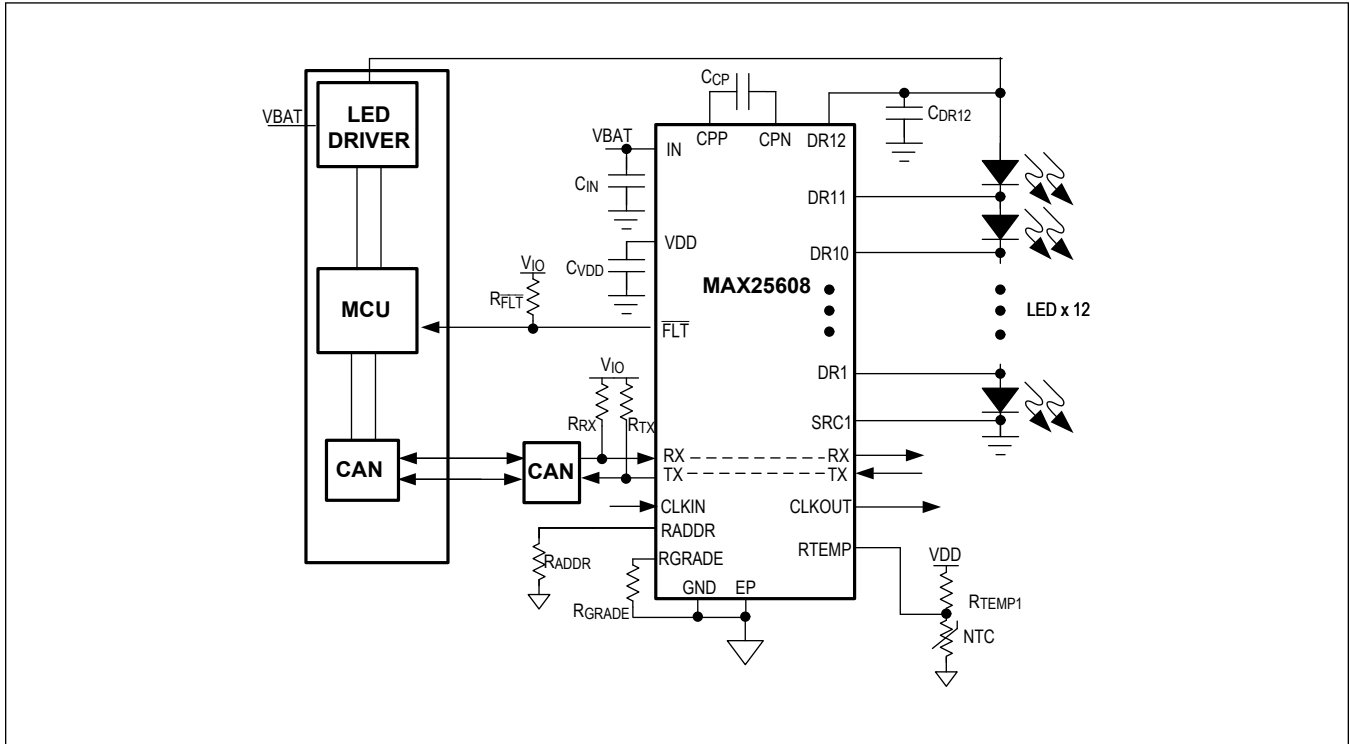 LED
DRIVER
VBAT
MCU
CAN
CAN
CCP
VBAT
IN
CPP
CPN
DR12
CDR12
CIN
VDD
CVDD
MAX25608
DR11
DR10
LED x 12
VIO
RFLT
FLT
VIO
RRX
RTX
DR1
SRC1
RX
RX
TX
TX
CLKIN
CLKOUT
RADDR
RADDR
RGRADE
RGRADE
RTEMP
GND
EP
VDD
RTEMP1
NTC